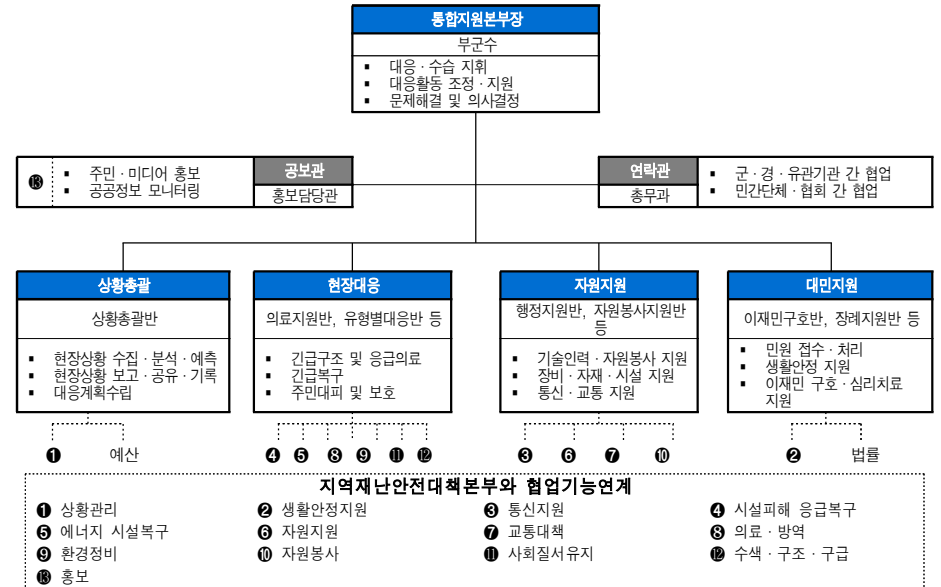 통합지원본부장
부군수
▪ 대응·수습 지휘
▪ 대응활동 조정·지원
▪ 문제해결 및 의사결정
⓭
▪ 주민·미디어 홍보
▪ 공공정보 모니터링
공보관
홍보담당관
연락관
총무과
▪ 군·경·유관기관 간 협업
▪ 민간단체·협회 간 협업
상황총괄
상황총괄반
▪ 현장상황 수집·분석·예측
▪ 현장상황 보고·공유·기록
▪ 대응계획수립
❶ 예산
현장대응
의료지원반, 유형별대응반 등
▪ 긴급구조 및 응급의료
▪ 긴급복구
▪ 주민대피 및 보호
❹ ❺ ❽ ❾ ⓫ ⓬
자원지원
행정지원반, 자원봉사지원반
등
▪ 기술인력·자원봉사 지원
▪ 장비·자재·시설 지원
▪ 통신·교통 지원
❸ ❻ ❼ ❿
대민지원
이재민구호반, 장례지원반 등
▪ 민원 접수·처리
▪ 생활안정 지원
▪ 이재민 구호·심리치료
지원
❷ 법률
지역재난안전대책본부와 협업기능연계
❶ 상황관리 ❷ 생활안정지원 ❸ 통신지원 ❹ 시설피해 응급복구
❺ 에너지 시설복구 ❻ 자원지원 ❼ 교통대책 ❽ 의료·방역
❾ 환경정비 ❿ 자원봉사 ⓫ 사회질서유지 ⓬ 수색·구조·구급
⓭ 홍보